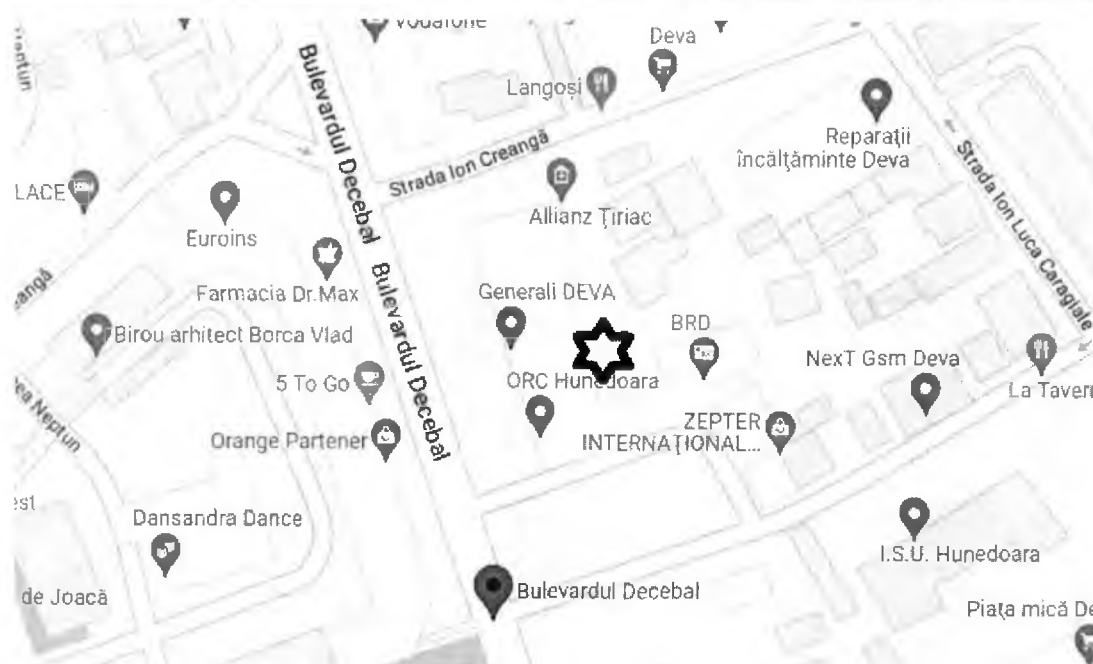 Vodafone
Deva
Langoși
Bulevardul Decebal
Reparații
încălțăminte Deva
Strada Ion Creangă
Strada Ion Luca Caragiale
LACE
Euroins
Allianz Țiriac
Farmacia Dr.Max
Bulevardul Decebal
Generali DEVA
BRD
Birou arhitect Borca Vlad
NexT Gsm Deva
5 To Go
ORC Hunedoara
La Tavern
Orange Partener
ZEPTER
INTERNAȚIONAL...
Neptun
Dansandra Dance
I.S.U. Hunedoara
de Joacă
Bulevardul Decebal
Piața mică De